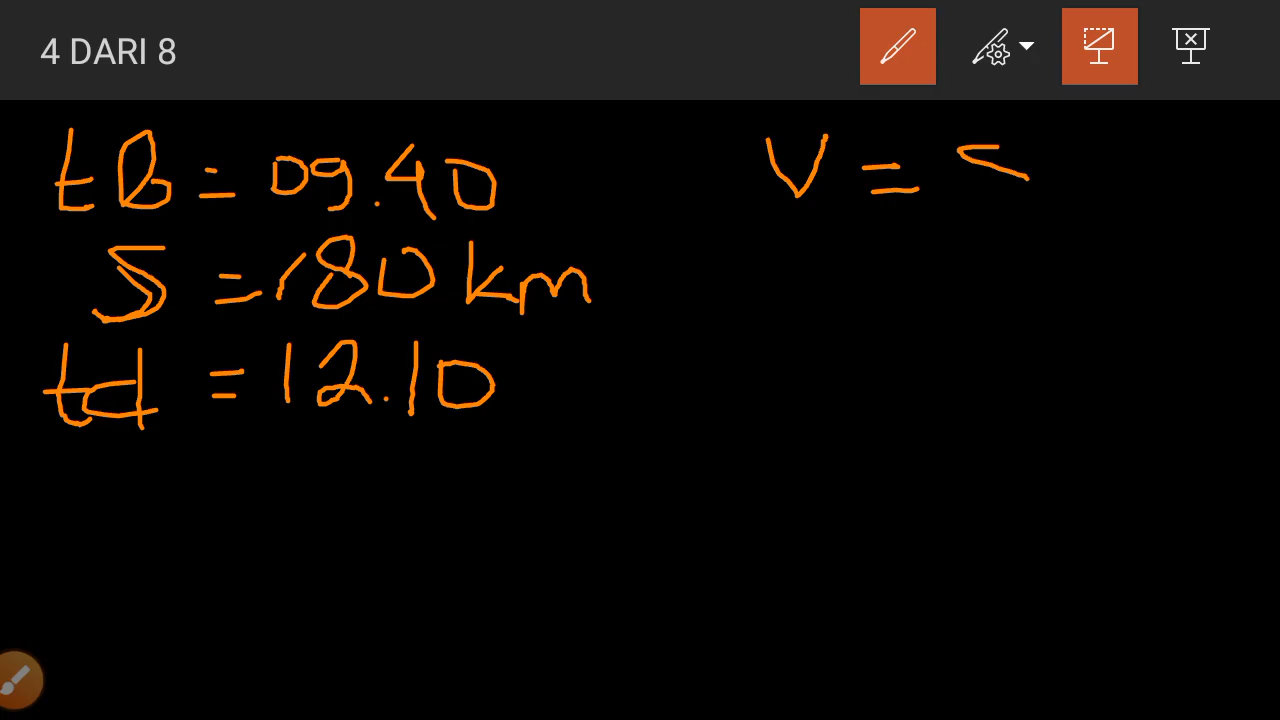 4 DARI 8
tB = 09.40
S = 180 km
td = 12.10
V =